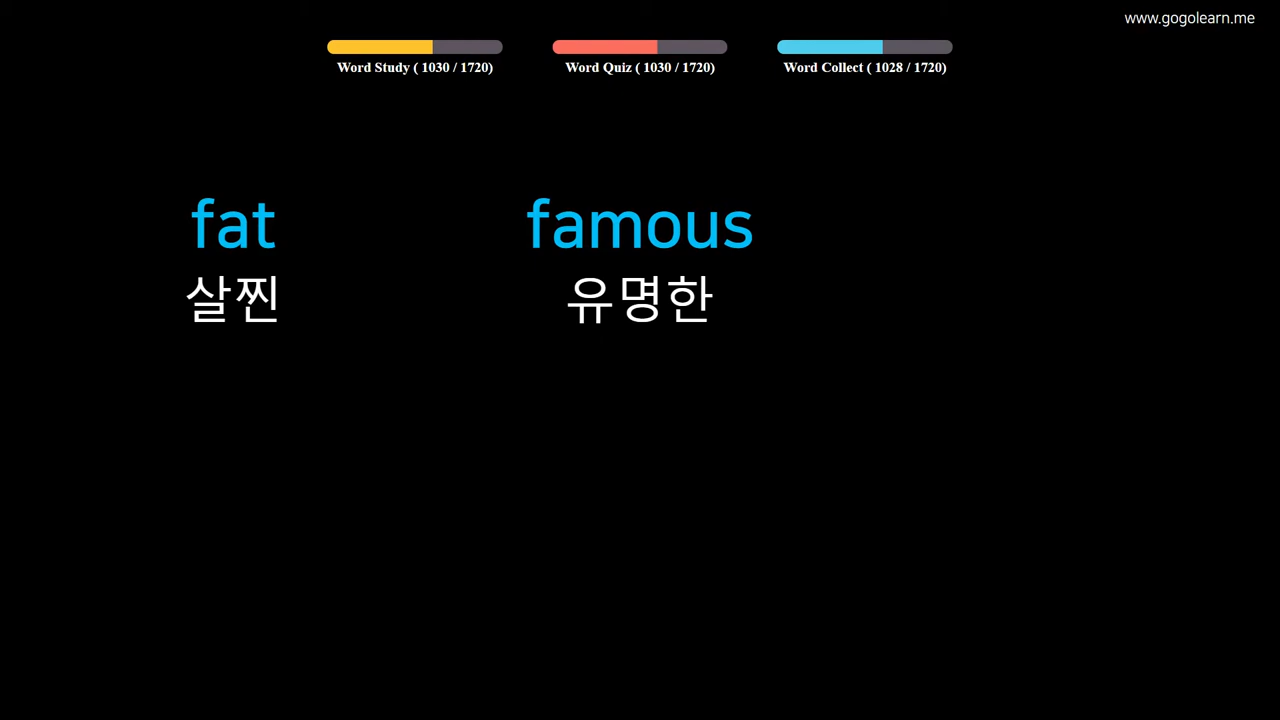 www.gogolearn.me
Word Study ( 1030 / 1720)
Word Quiz ( 1030 / 1720)
Word Collect ( 1028 / 1720)
fat
살찐
famous
유명한